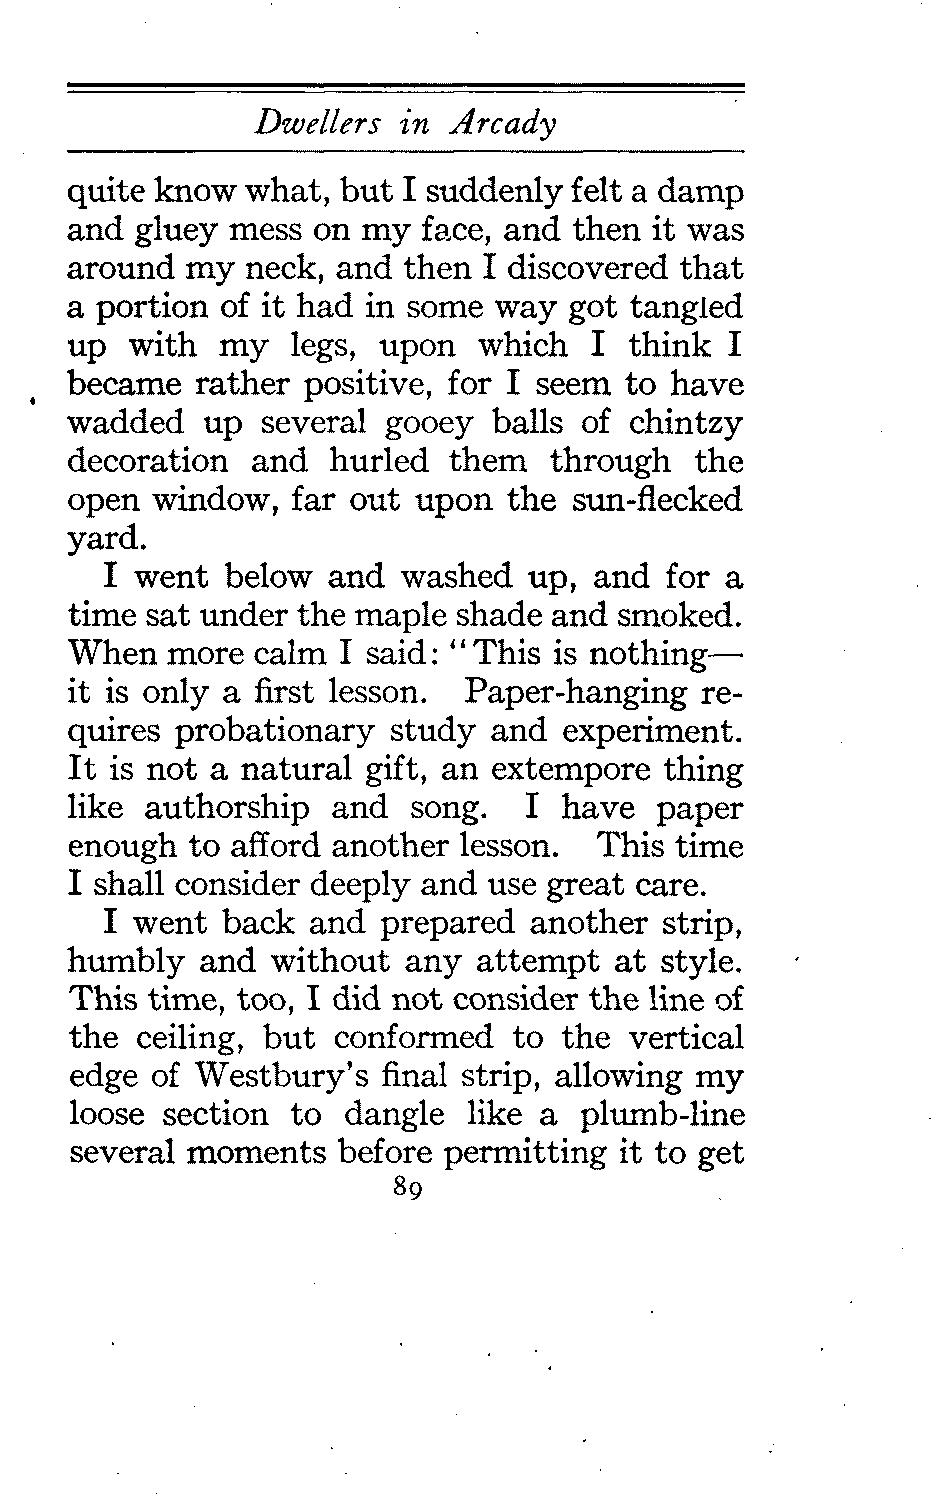 Dwellers in Arcady
quite know what, but I suddenly felt a damp
and gluey mess on my face, and then it was
around my neck, and then I discovered that
a portion of it had in some way got tangled
up with my legs, upon which I think I
became rather positive, for I seem to have
wadded up several gooey balls of chintzy
decoration and hurled them through the
open window, far out upon the sun-flecked
yard.
I went below and washed up, and for a
time sat under the maple shade and smoked.
When more calm I said: "This is nothing—
it is only a first lesson. Paper-hanging re-
quires probationary study and experiment.
It is not a natural gift, an extempore thing
like authorship and song. I have paper
enough to afford another lesson. This time
I shall consider deeply and use great care.
I went back and prepared another strip,
humbly and without any attempt at style.
This time, too, I did not consider the line of
the ceiling, but conformed to the vertical
edge of Westbury's final strip, allowing my
loose section to dangle like a plumb-line
several moments before permitting it to get
89